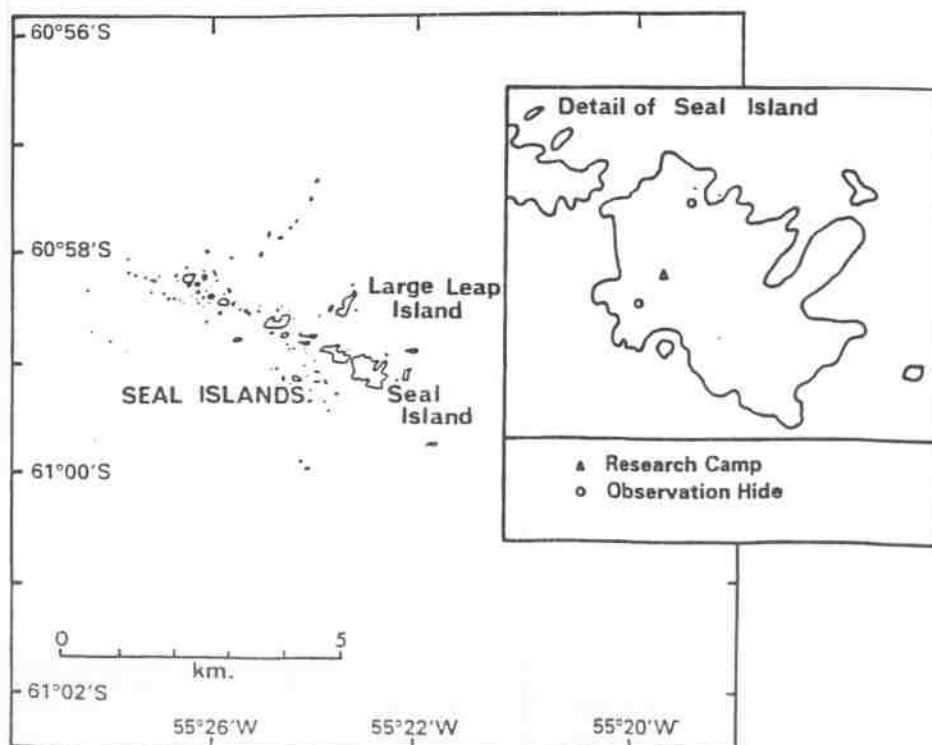 60°56'S
Detail of Seal Island
60°58'S
Large Leap
Island
SEAL ISLANDS.
Seal
Island
61°00'S
Research Camp
Observation Hide
0 5
km.
61°02'S
55°26'W 55°22'W 55°20'W